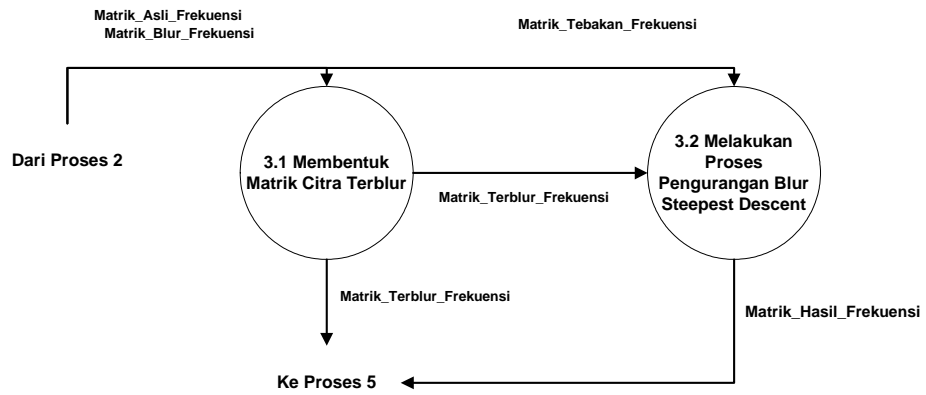 Matrik_Asli_Frekuensi
Matrik_Blur_Frekuensi
Matrik_Tebakan_Frekuensi
Dari Proses 2
3.1 Membentuk
Matrik Citra Terblur
3.2 Melakukan
Proses
Pengurangan Blur
Steepest Descent
Matrik_Terblur_Frekuensi
Matrik_Terblur_Frekuensi
Matrik_Hasil_Frekuensi
Ke Proses 5